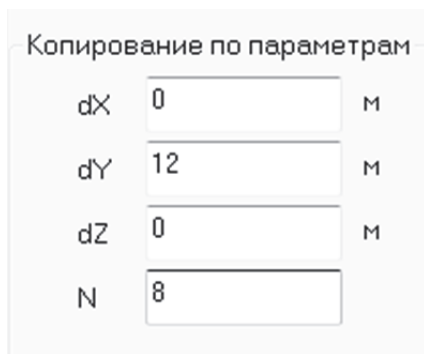 Копирование по параметрам
dX 0 м
dY 12 м
dZ 0 м
N 8